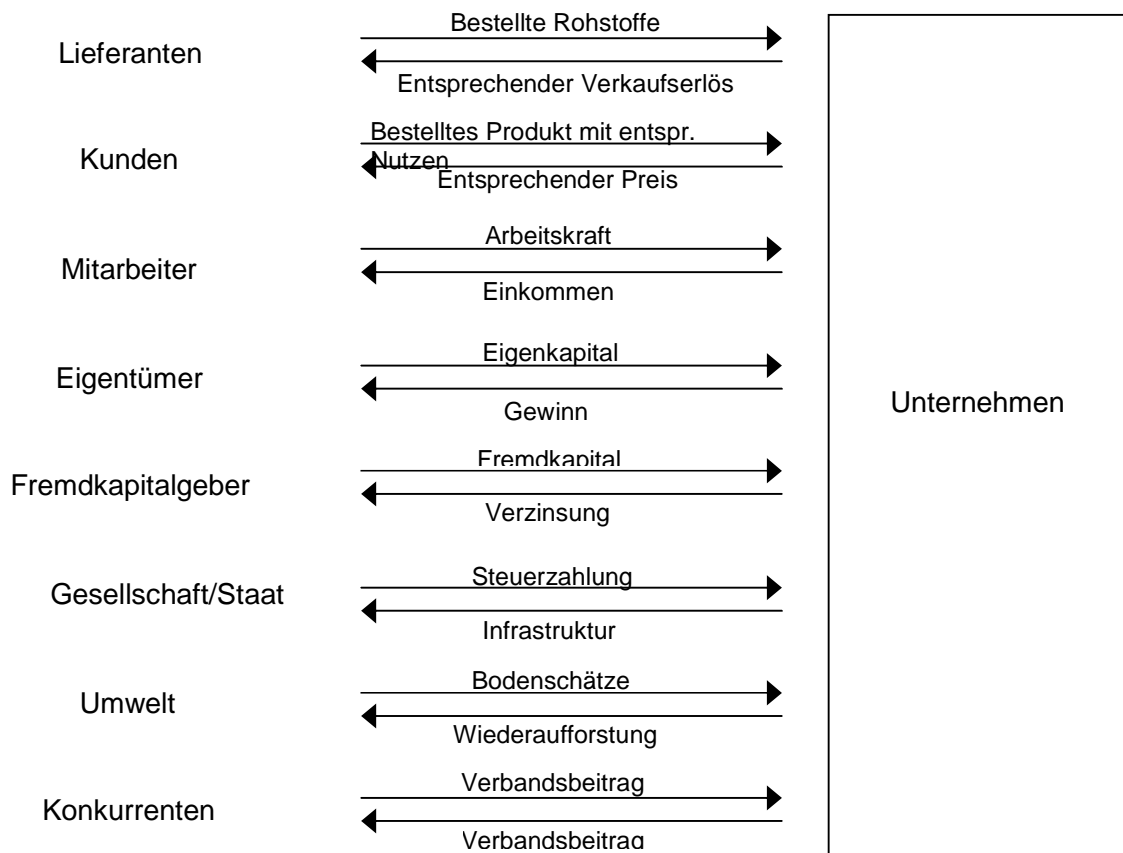 Bestellte Rohstoffe
Lieferanten
Entsprechender Verkaufserlös
Bestelltes Produkt mit entspr.
Nutzen
Kunden
Entsprechender Preis
Arbeitskraft
Mitarbeiter
Einkommen
Eigenkapital
Eigentümer
Gewinn
Unternehmen
Fremdkapital
Fremdkapitalgeber
Verzinsung
Steuerzahlung
Gesellschaft/Staat
Infrastruktur
Bodenschätze
Umwelt
Wiederaufforstung
Verbandsbeitrag
Konkurrenten
Verbandsbeitrag